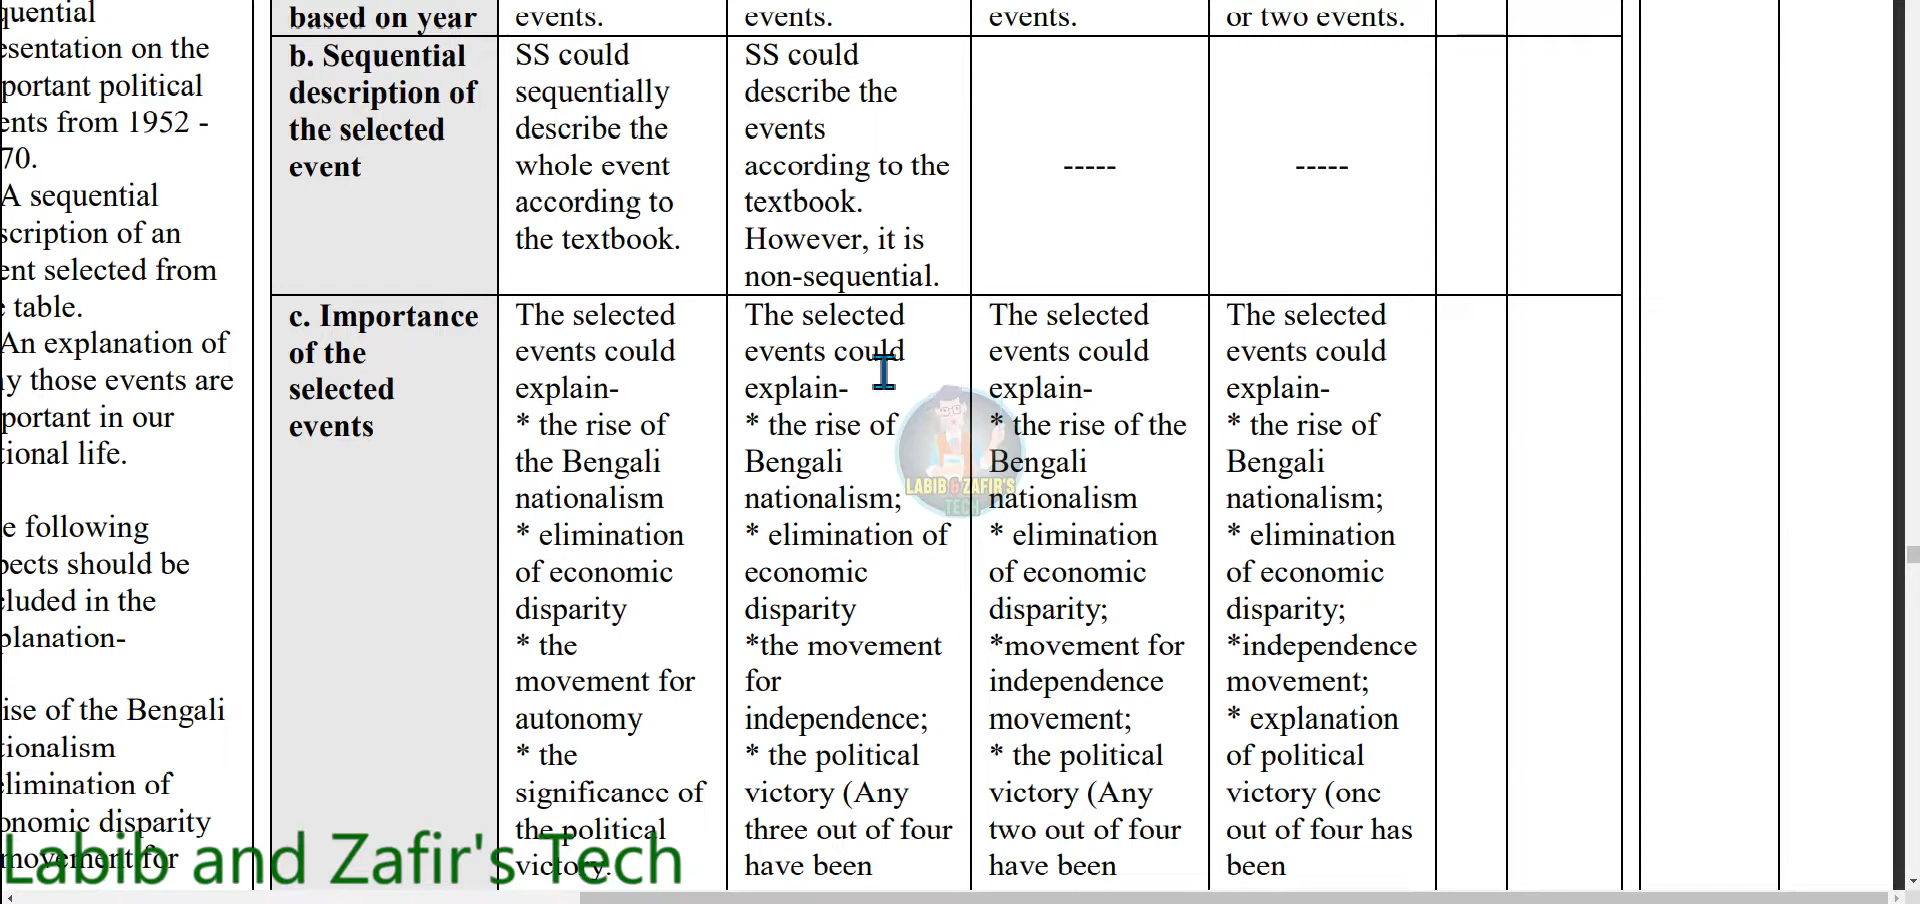 quential
esentation on the
portant political
ents from 1952 -
70.
A sequential
scription of an
ent selected from
e table.
An explanation of
y those events are
portant in our
tional life.
e following
pects should be
cluded in the
planation-
ise of the Bengali
tionalism
limination of
onomic disparity
movement for
based on year
events.
events.
events.
or two events.
b. Sequential
description of
the selected
event
SS could
sequentially
describe the
whole event
according to
the textbook.
SS could
describe the
events
according to the
textbook.
However, it is
non-sequential.
-----
-----
c. Importance
of the
selected
events
The selected
events could
explain-
* the rise of
the Bengali
nationalism
* elimination
of economic
disparity
* the
movement for
autonomy
* the
significance of
the political
victory.
The selected
events could
explain-
* the rise of
Bengali
nationalism;
* elimination of
economic
disparity
*the movement
for
independence;
* the political
victory (Any
three out of four
have been
The selected
events could
explain-
* the rise of the
Bengali
nationalism
* elimination
of economic
disparity;
*movement for
independence
movement;
* the political
victory (Any
two out of four
have been
The selected
events could
explain-
* the rise of
Bengali
nationalism;
* elimination
of economic
disparity;
*independence
movement;
* explanation
of political
victory (one
out of four has
been
LABIB & ZAFIR'S
TECH
Labib and Zafir's Tech